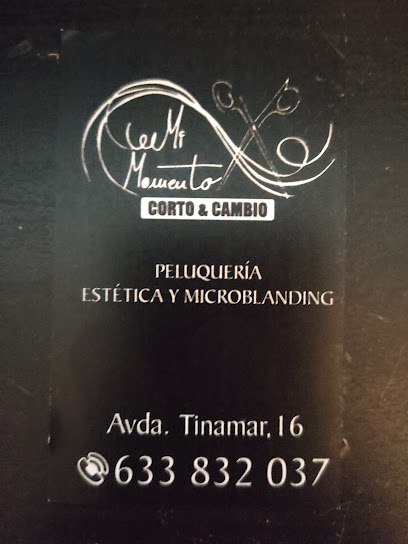 Mi
Momento
CORTO & CAMBIO
PELUQUERÍA
ESTÉTICA Y MICROBLANDING
Avda. Tinamar, 16
633 832 037